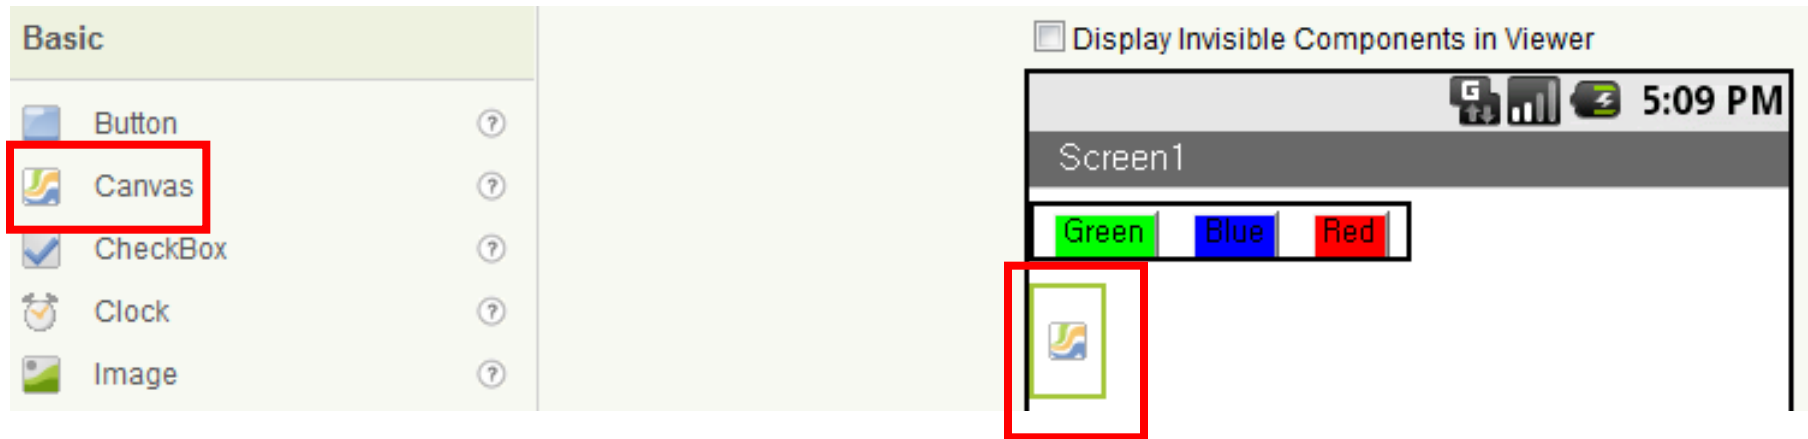 Basic
Button ?
Canvas ?
CheckBox ?
Clock ?
Image ?
Display Invisible Components in Viewer
G 5:09 PM
Screen1
Green Blue Red